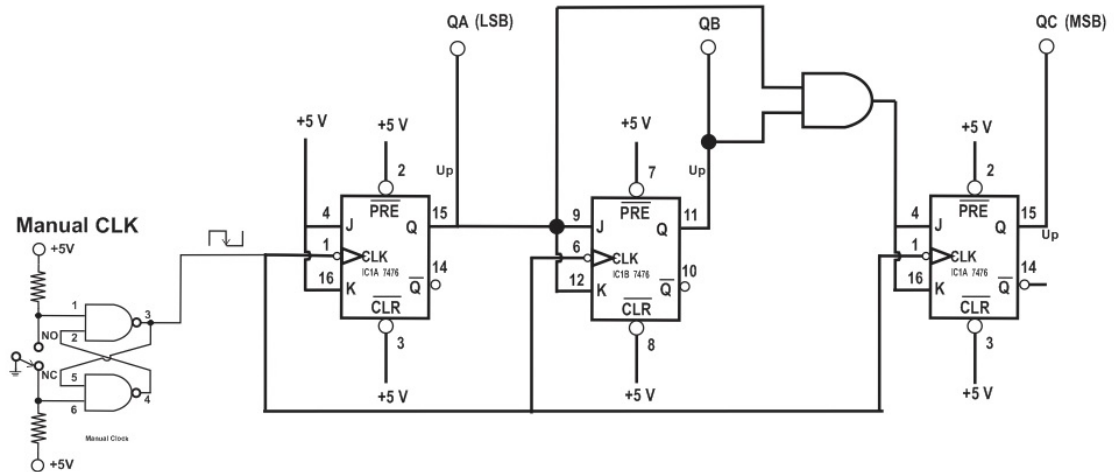 QA (LSB)
QB
QC (MSB)
+5 V
+5 V
+5 V
+5 V
2
7
2
Up
Up
Up
Manual CLK
+5V
4
J
PRE
Q
15
1
CLK
14
IC1A 7476
16
K
Q
CLR
3
+5 V
9
J
PRE
Q
11
6
CLK
10
IC1B 7476
12
K
Q
CLR
8
+5 V
4
J
PRE
Q
15
1
CLK
14
IC1A 7476
16
K
Q
CLR
3
+5 V
1
2
3
NO
NC
5
6
4
Manual Clock
+5V